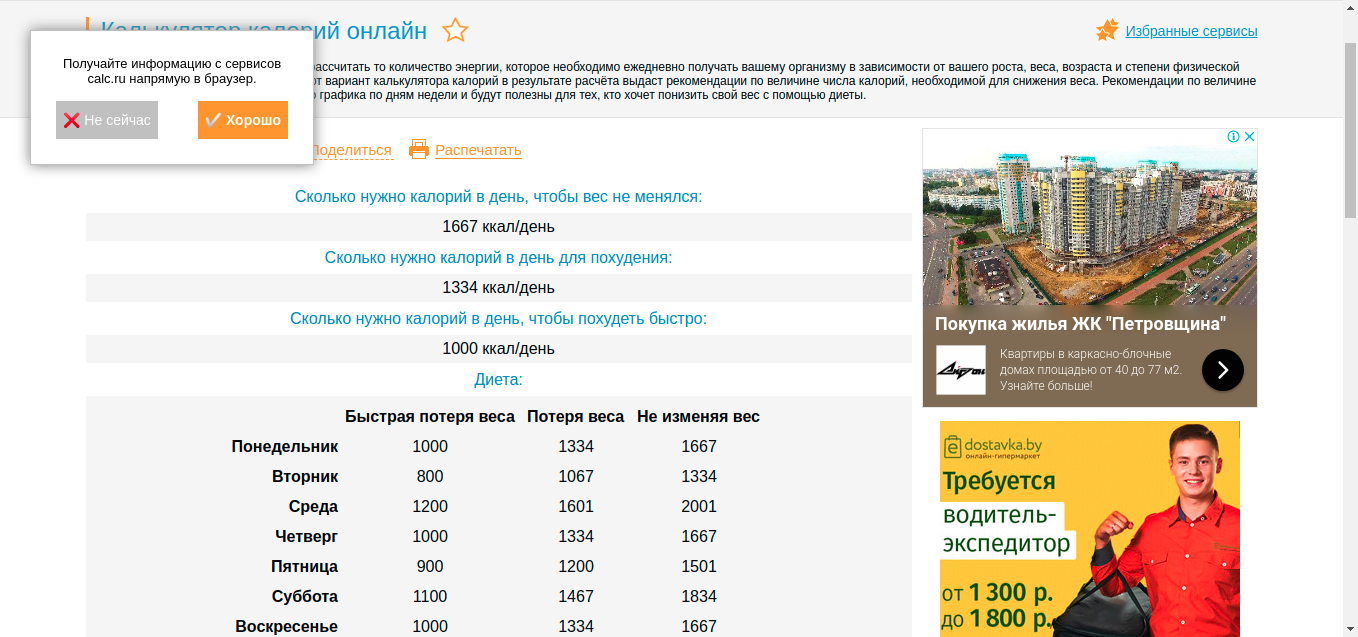 Калькулятор калорий онлайн
Избранные сервисы
Получайте информацию с сервисов
calc.ru напрямую в браузер.
Не сейчас
Хорошо
рассчитать то количество энергии, которое необходимо ежедневно получать вашему организму в зависимости от вашего роста, веса, возраста и степени физической
вариант калькулятора калорий в результате расчёта выдаст рекомендации по величине числа калорий, необходимой для снижения веса. Рекомендации по величине
графика по дням недели и будут полезны для тех, кто хочет понизить свой вес с помощью диеты.
Поделиться
Распечатать
Сколько нужно калорий в день, чтобы вес не менялся:
1667 ккал/день
Сколько нужно калорий в день для похудения:
1334 ккал/день
Сколько нужно калорий в день, чтобы похудеть быстро:
1000 ккал/день
Диета:
Быстрая потеря веса Потеря веса Не изменяя вес
Понедельник 1000 1334 1667
Вторник 800 1067 1334
Среда 1200 1601 2001
Четверг 1000 1334 1667
Пятница 900 1200 1501
Суббота 1100 1467 1834
Воскресенье 1000 1334 1667
Покупка жилья ЖК "Петровщина"
Айрон
Квартиры в каркасно-блочные
домах площадью от 40 до 77 м2.
Узнайте больше!
edostavka.by
онлайн-гипермаркет
Требуется
водитель-
экспедитор
от 1 300 р.
до 1 800 р.